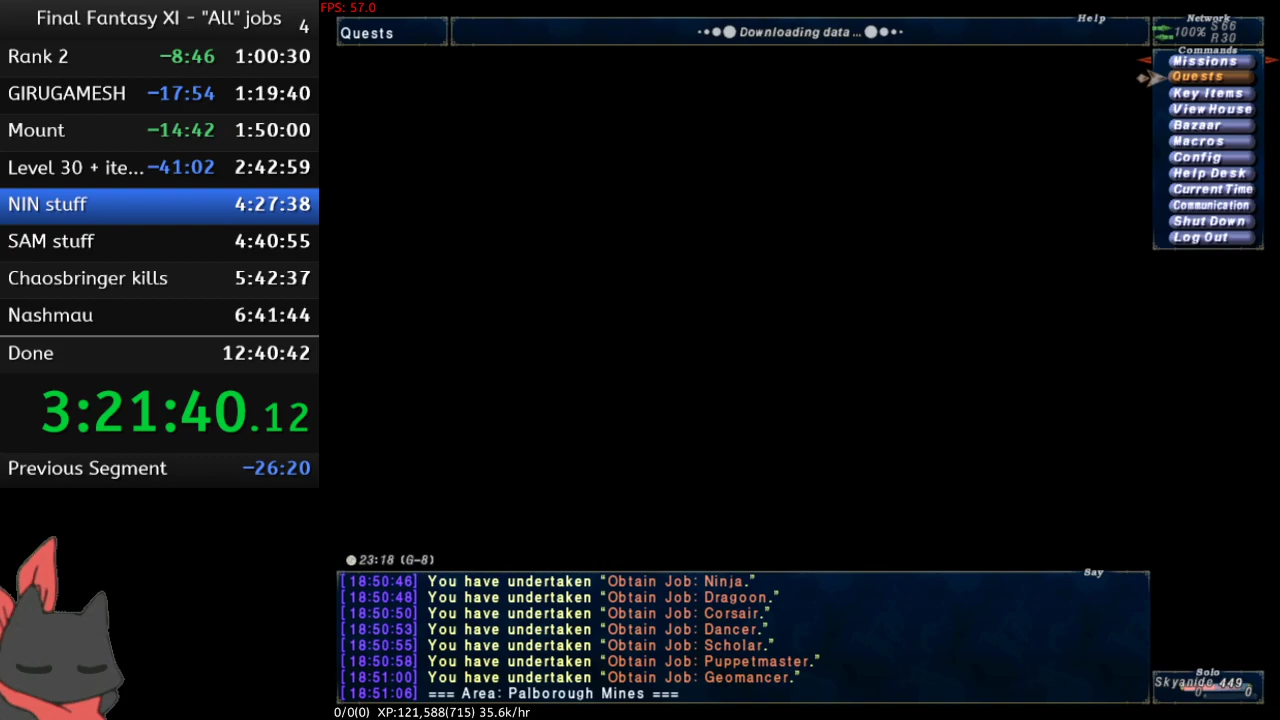 Final Fantasy XI - "All" jobs 4
Rank 2 −8:46 1:00:30
GIRUGAMESH −17:54 1:19:40
Mount −14:42 1:50:00
Level 30 + ite... −41:02 2:42:59
NIN stuff 4:27:38
SAM stuff 4:40:55
Chaosbringer kills 5:42:37
Nashmau 6:41:44
Done 12:40:42
3:21:40.12
Previous Segment −26:20
FPS: 57.0
Quests
Help
Downloading data ...
Network
100% S 66
R 30
Commands
Missions
Quests
Key Items
View House
Bazaar
Macros
Config
Help Desk
Current Time
Communication
Shut Down
Log Out
23:18 (G-8)
Say
[18:50:46] You have undertaken “Obtain Job: Ninja.”
[18:50:48] You have undertaken “Obtain Job: Dragoon.”
[18:50:50] You have undertaken “Obtain Job: Corsair.”
[18:50:53] You have undertaken “Obtain Job: Dancer.”
[18:50:55] You have undertaken “Obtain Job: Scholar.”
[18:50:58] You have undertaken “Obtain Job: Puppetmaster.”
[18:51:00] You have undertaken “Obtain Job: Geomancer.”
[18:51:06] === Area: Palborough Mines ===
Solo
Skyanide 449
0 0
0/0(0) XP:121,588(715) 35.6k/hr